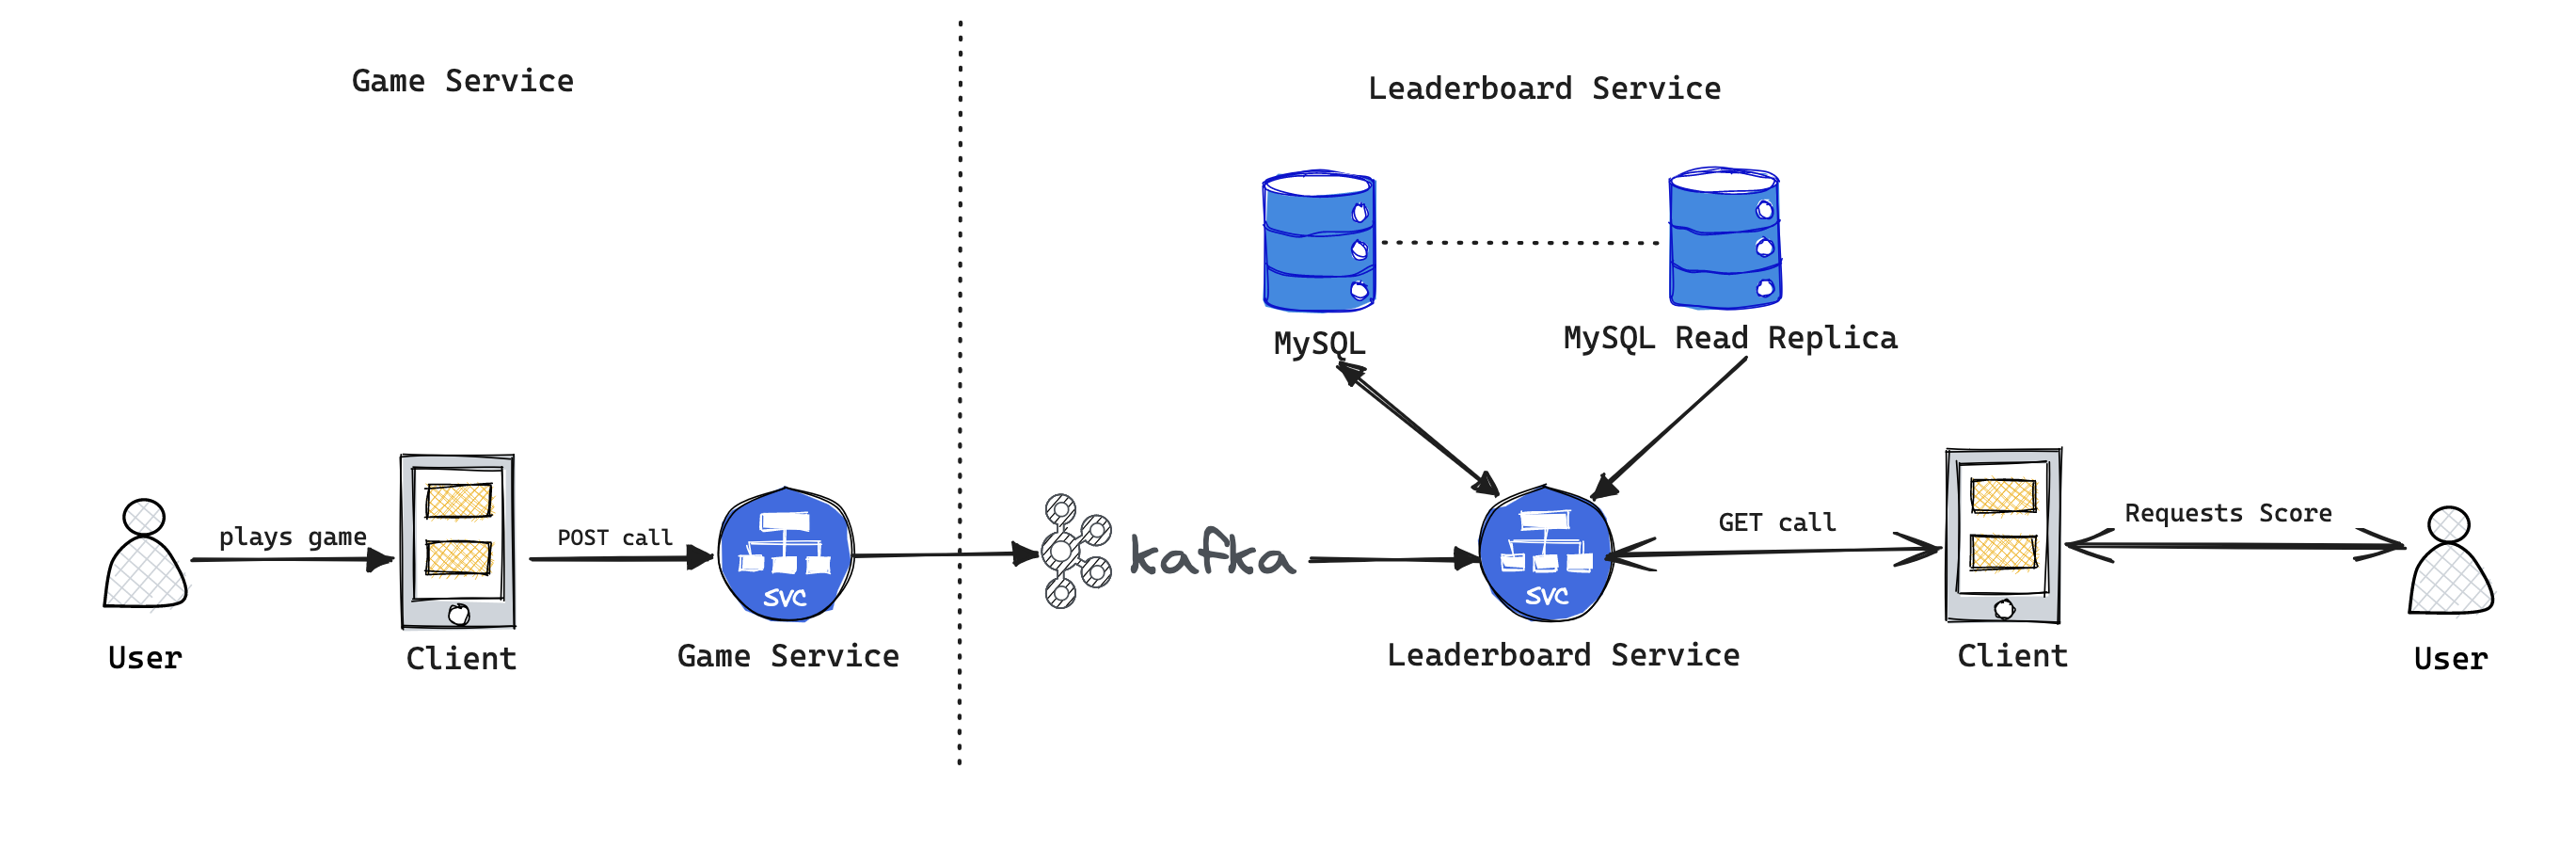 Game Service
Leaderboard Service
MySQL
MySQL Read Replica
plays game
POST call
SVC
kafka
SVC
GET call
Requests Score
User
Client
Game Service
Leaderboard Service
Client
User